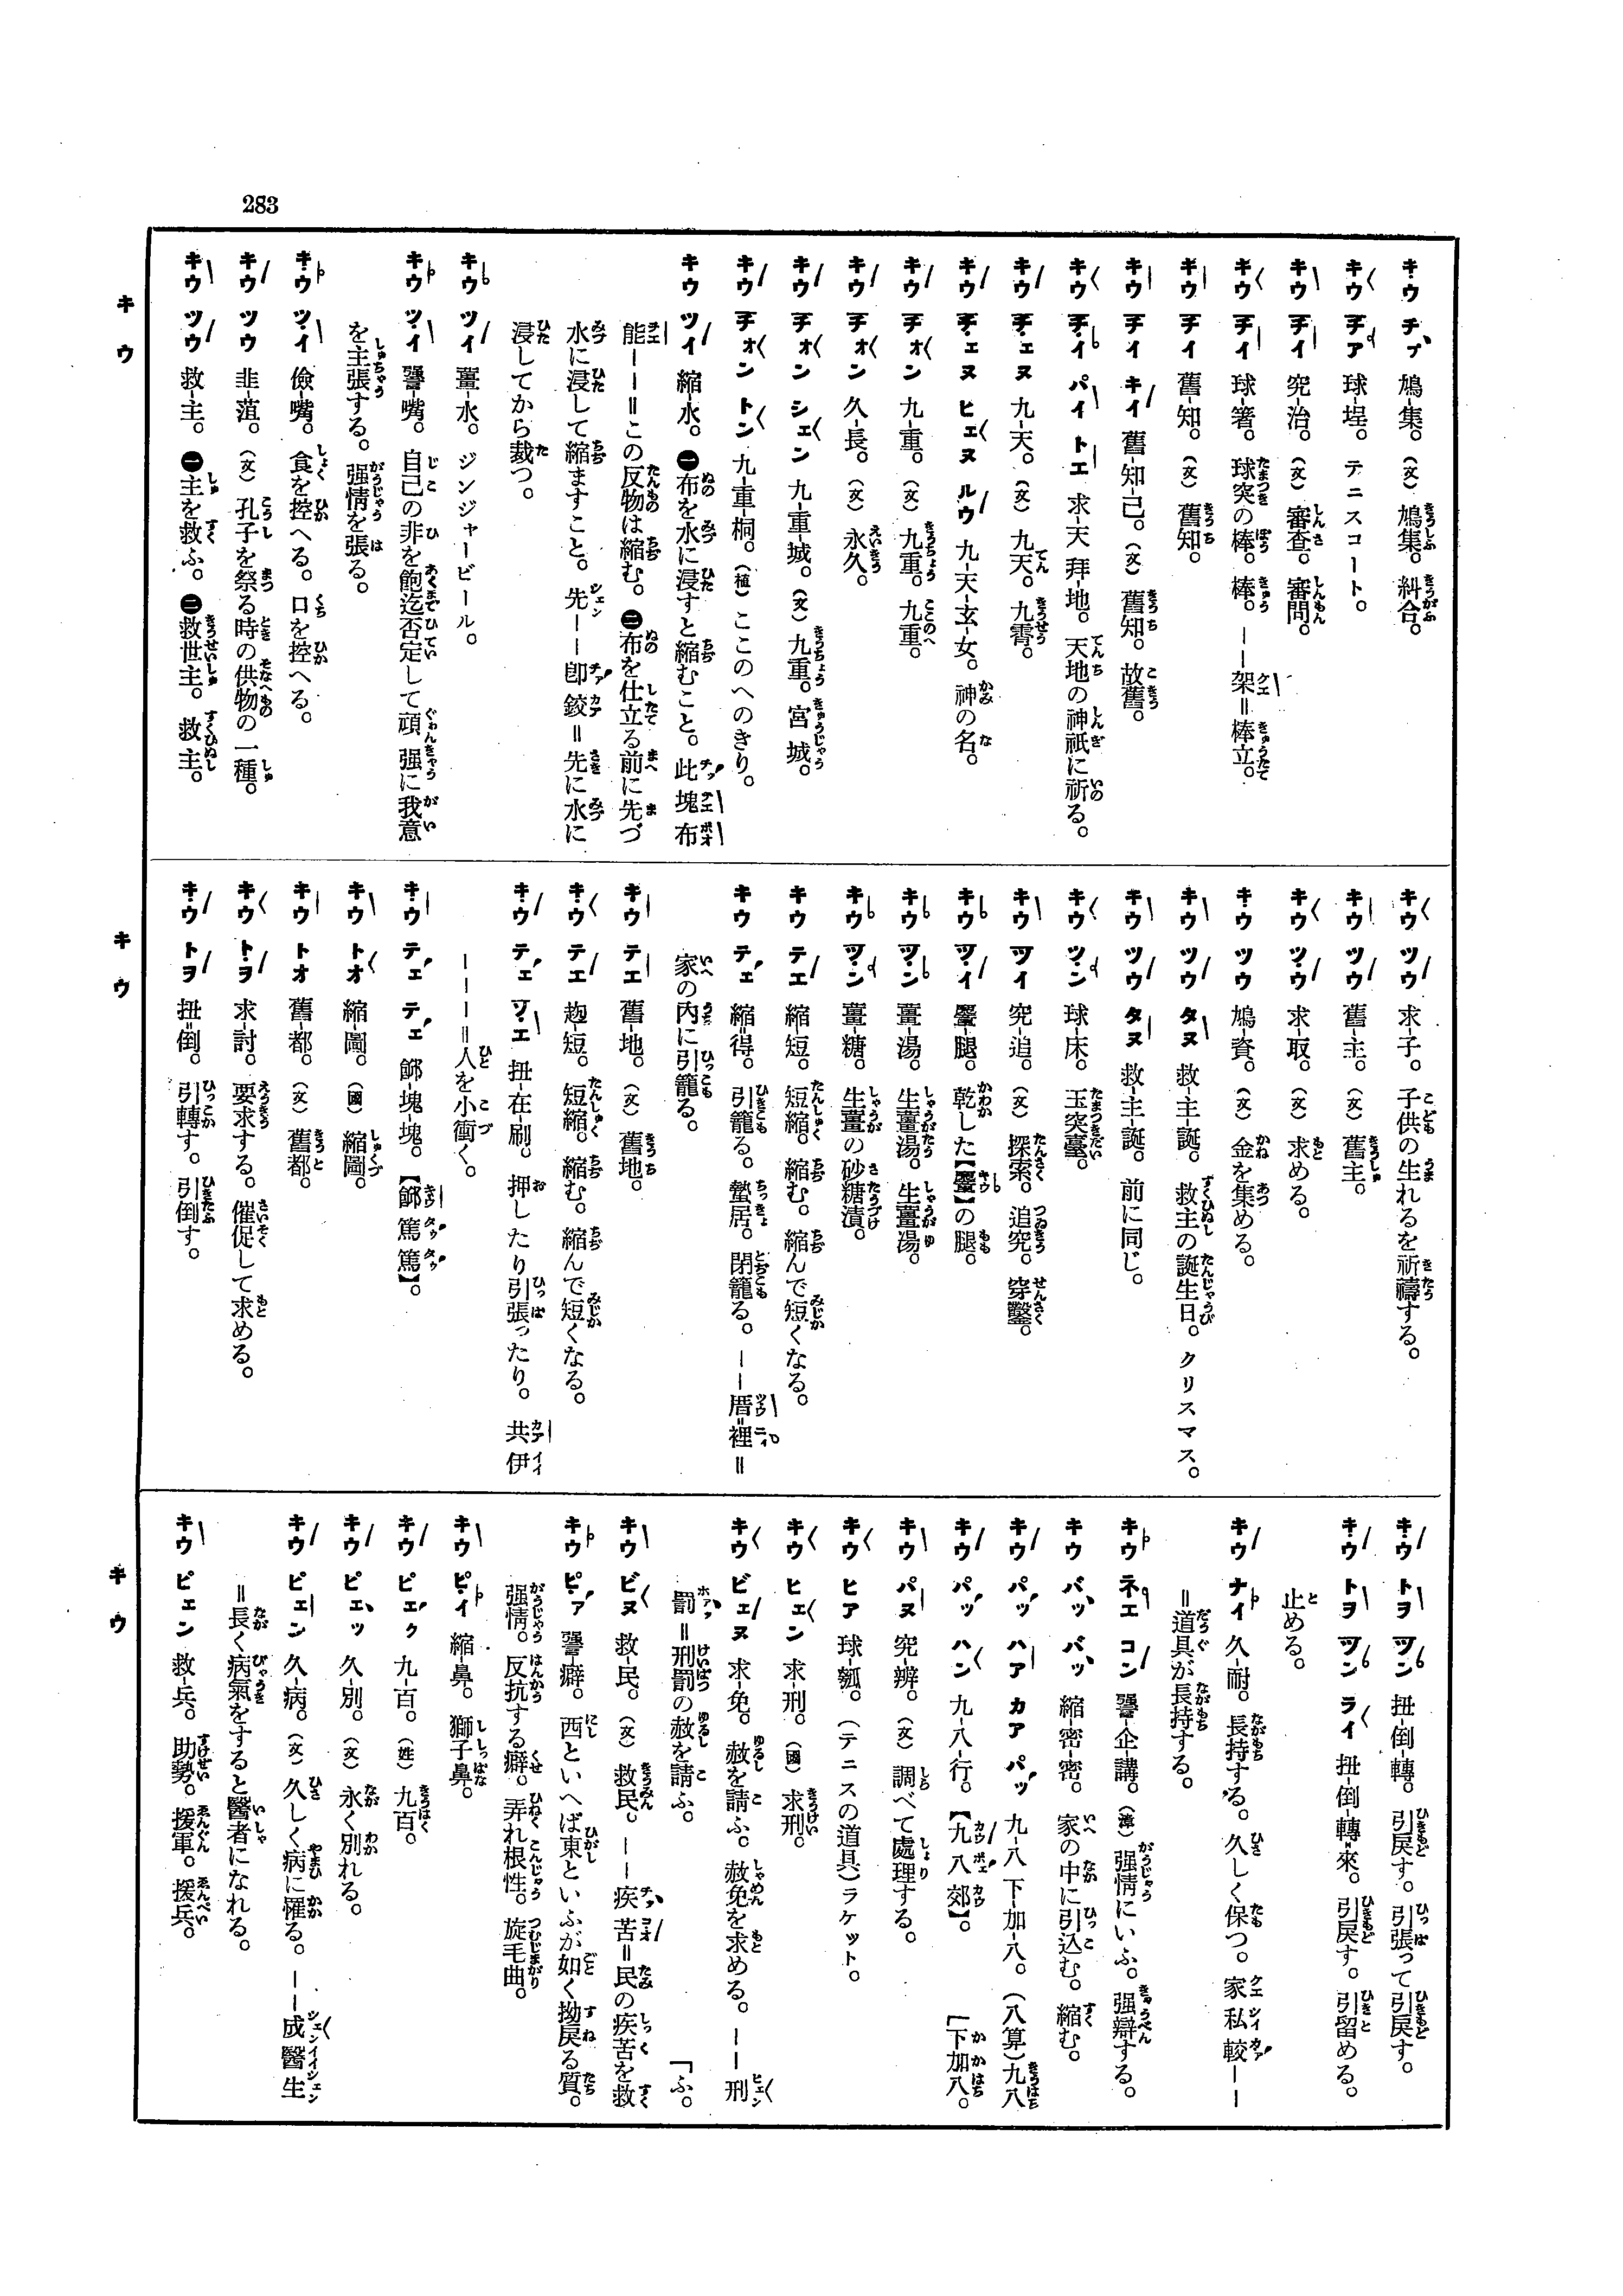 283
キウ チㇷ゚ 鳩-集。(文)鳩集。糾合。
キウ チア 球-埕。テニスコート。
キウ チイ 究-治。(文)審査。審問。
キウ チイ 球-箸。球突の棒。棒。——架=棒立。
キウ チイ 舊-知。(文)舊知。
キウ チイ キイ 舊-知-己。(文)舊知。故舊。
キウ チイ パイ トエ 求-天 拜-地。天地の神祇に祈る。
キウ チェヌ 九-天。(文)九天。九霄。
キウ チェヌ ヒェヌ ルウ 九-天-玄-女。神の名。
キウ チォン 九-重。(文)九重。九重。
キウ チォン 久-長。(文)永久。
キウ チォン シェン 九-重-城。(文)九重。宮城。
キウ チォン トン 九-重-桐。(植)ここのへのきり。
キウ ツイ 縮-水。㊀布を水に浸すと縮むこと。此塊布
能——=この反物は縮む。㊁布を仕立る前に先づ
水に浸して縮ますこと。先——卽鉸=先に水に
浸してから裁つ。
キウ ツイ 薑-水。ジンジャービール。
キウ ツイ -嘴。自己の非を飽迄否定して頑强に我意
を主張する。强情を張る。
キウ ツイ 儉-嘴。食を控へる。口を控へる。
キウ ツウ 韭-菹。(文)孔子を祭る時の供物の一種。
キウ ツウ 救-主。㊀主を救ふ。㊁救世主。救主。
キウ
キウ ツウ 求-子。子供の生れるを祈禱する。
キウ ツウ 舊-主。(文)舊主。
キウ ツウ 求-取。(文)求める。
キウ ツウ 鳩-資。(文)金を集める。
キウ ツウ タヌ 救-主-誕。救主の誕生日。クリスマス。
キウ ツウ タヌ 救-主-誕。前に同じ。
キウ ツン 球-床。玉突臺。
キウ ツイ 究-追。(文)探索。追究。穿鑿。
キウ ツイ -腿。乾した【】の腿。
キウ ツン 薑-湯。生薑湯。生薑湯。
キウ ツン 薑-糖。生薑の砂糖漬。
キウ テエ 縮-短。短縮。縮む。縮んで短くなる。
キウ テェ 縮-得。引籠る。蟄居。閉籠る。——厝=裡=
家の內に引籠る。
キウ テエ 舊-地。(文)舊地。
キウ テエ -短。短縮。縮む。縮んで短くなる。
キウ テェ ツエ 扭-在-刷。押したり引張ったり。共伊
———=人を小衝く。
キウ テェ テェ -塊-塊。【篤篤】。
キウ トオ 縮-圖。(國)縮圖。
キウ トオ 舊-都。(文)舊都。
キウ トヲ 求-討。要求する。催促して求める。
キウ トヲ 扭=倒。引轉す。引倒す。
キウ
キウ トヲ ツン 扭-倒-轉。引戾す。引張って引戾す。
キウ トヲ ツン ライ 扭-倒-轉-來。引戾す。引留める。
止める。
キウ ナイ 久-耐。長持する。久しく保つ。家私較——
=道具が長持する。
キウ ネエ コン -企-講。(漳)强情にいふ。强辯する。
キウ バッ バッ 縮-密-密。家の中に引込む。縮む。
キウ パッ ハア カア パッ 九-八 下-加-八。(八算)九八
「下加八。
キウ パッ ハン 九-八-行。【九八郊】。
キウ パヌ 究-辨。(文)調べて處理する。
キウ ヒア 球-瓠。(テニスの道具)ラケット。
キウ ヒェン 求-刑。(國)求刑。
キウ ビェヌ 求-免。赦を請ふ。赦免を求める。——刑
罰=刑罰の赦を請ふ。
キウ ビヌ 救-民。(文)救民。——疾苦=民の疾苦を救
「ふ。
キウ ピァ -癖。西といへば東といふが如く拗戾る質。
强情。反抗する癖。弄れ根性。旋毛曲。
キウ ピイ 縮-鼻。獅子鼻。
キウ ピェク 九-百。(姓)九百。
キウ ピェッ 久-別。(文)永く別れる。
キウ ピェン 久-病。(文)久しく病に罹る。——成醫生
=長く病氣をすると醫者になれる。
キウ ピェン 救-兵。助勢。援軍。援兵。
キウ